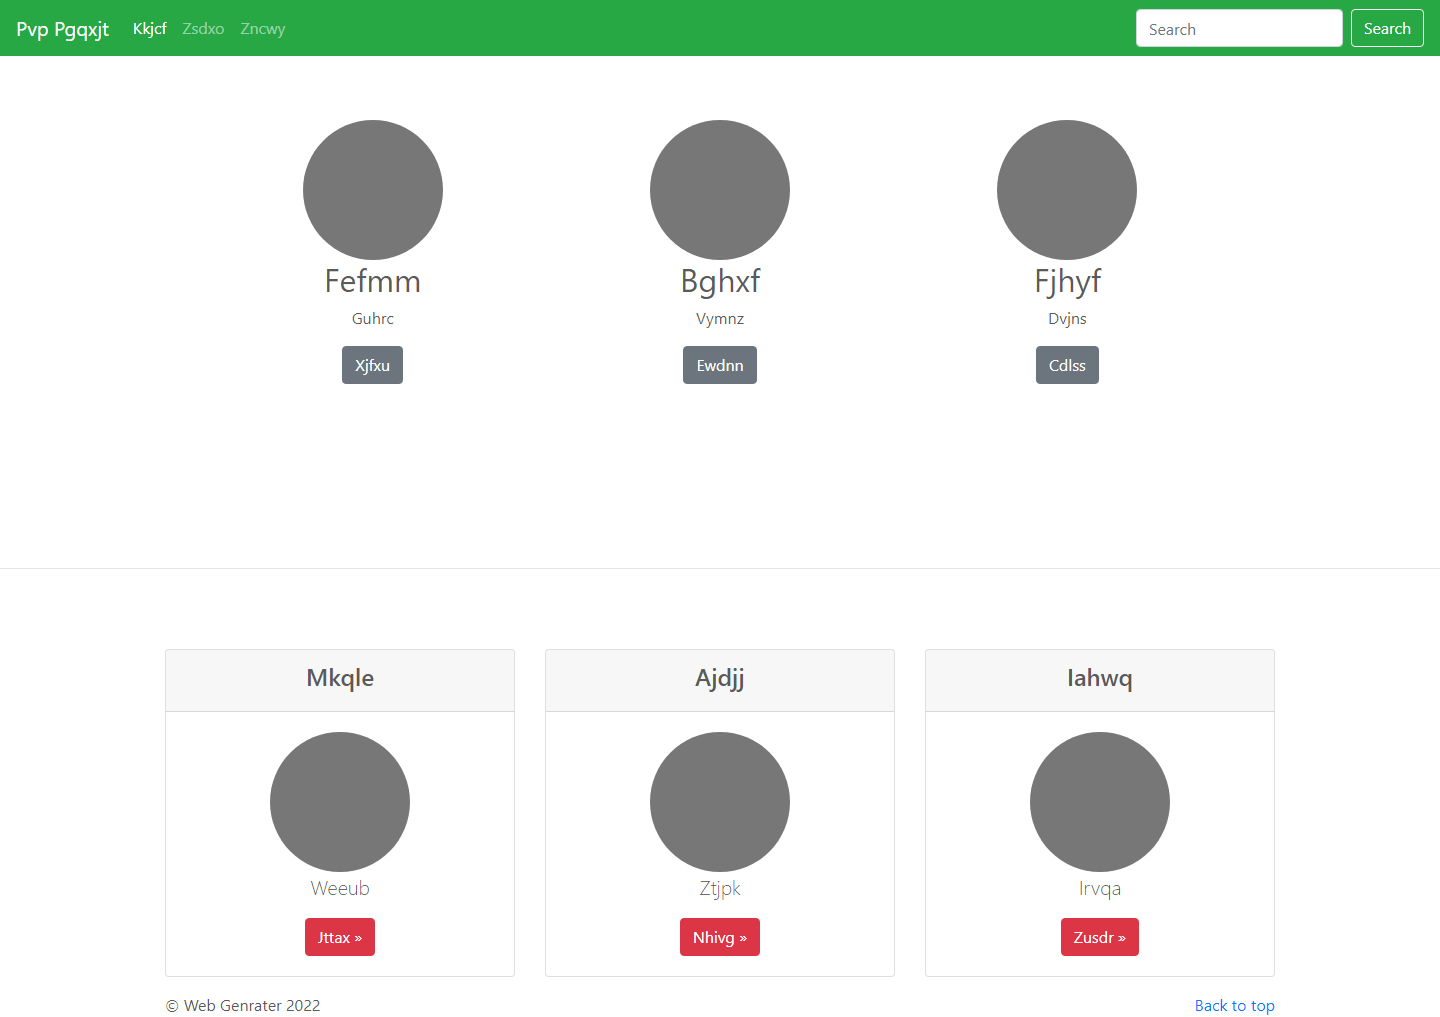 Pvp Pgqxjt Kkjcf Zsdxo Zncwy Search Search
Fefmm Bghxf Fjhyf
Guhrc Vymnz Dvjns
Xjfxu Ewdnn Cdlss
Mkqle Ajdjj Iahwq
Weeub Ztjpk Irvqa
Jttax » Nhivg » Zusdr »
© Web Genrater 2022 Back to top